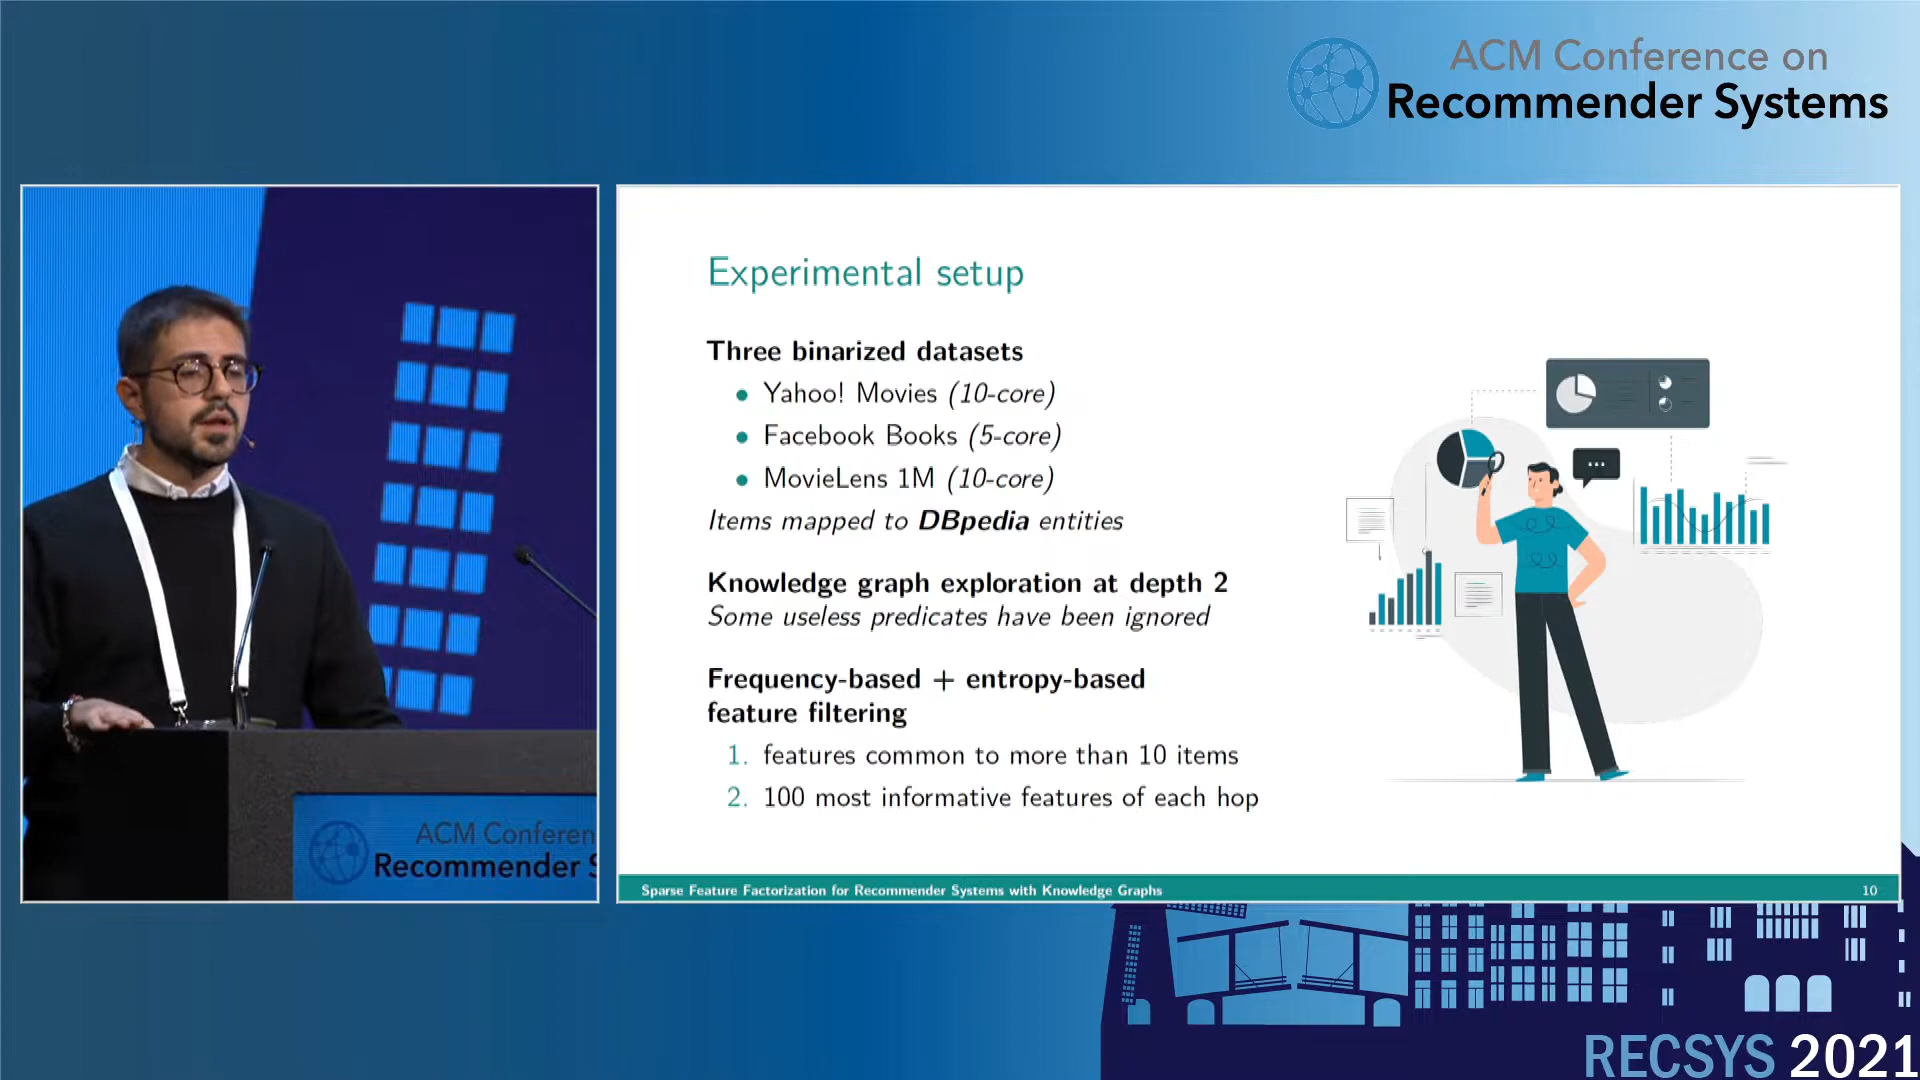 ACM Conference on
Recommender Systems
Experimental setup
Three binarized datasets
• Yahoo! Movies (10-core)
• Facebook Books (5-core)
• MovieLens 1M (10-core)
Items mapped to DBpedia entities
Knowledge graph exploration at depth 2
Some useless predicates have been ignored
Frequency-based + entropy-based
feature filtering
1. features common to more than 10 items
2. 100 most informative features of each hop
Sparse Feature Factorization for Recommender Systems with Knowledge Graphs 10
ACM Conferen
Recommender S
RECSYS 2021